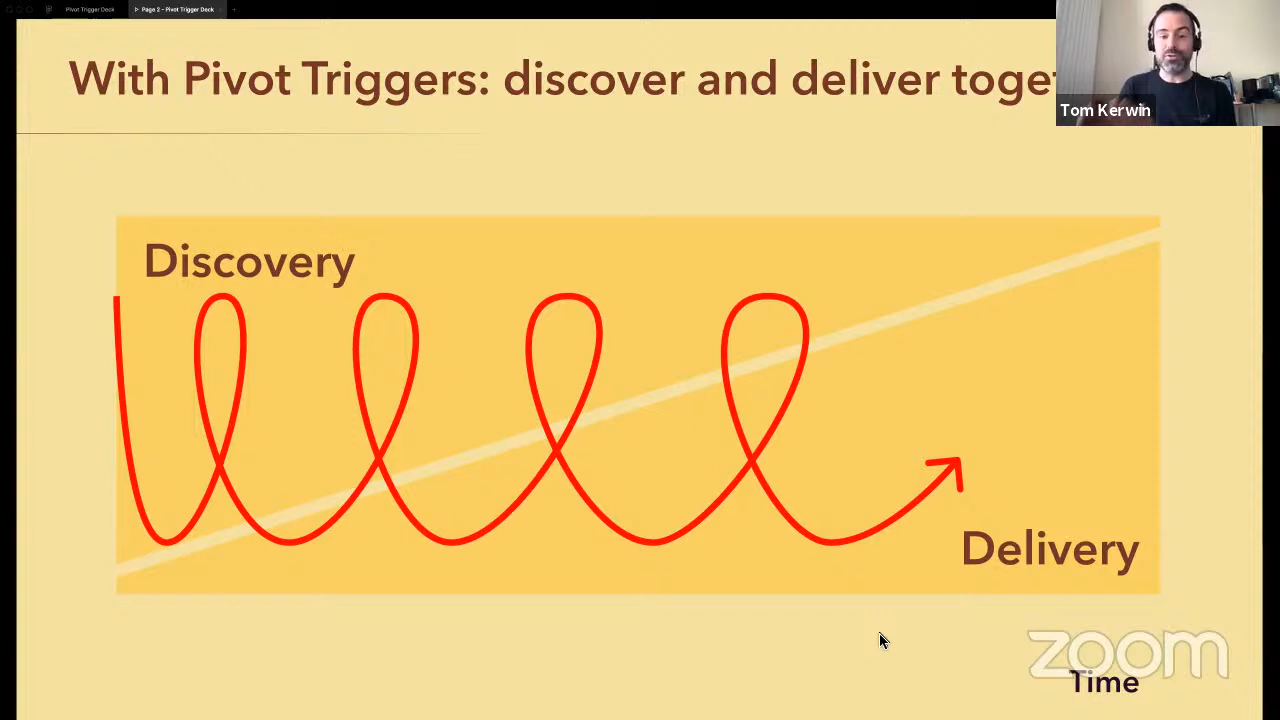 Pivot Trigger Deck
Page 2 - Pivot Trigger Deck
With Pivot Triggers: discover and deliver toge
Tom Kerwin
Discovery
Delivery
zoom
Time